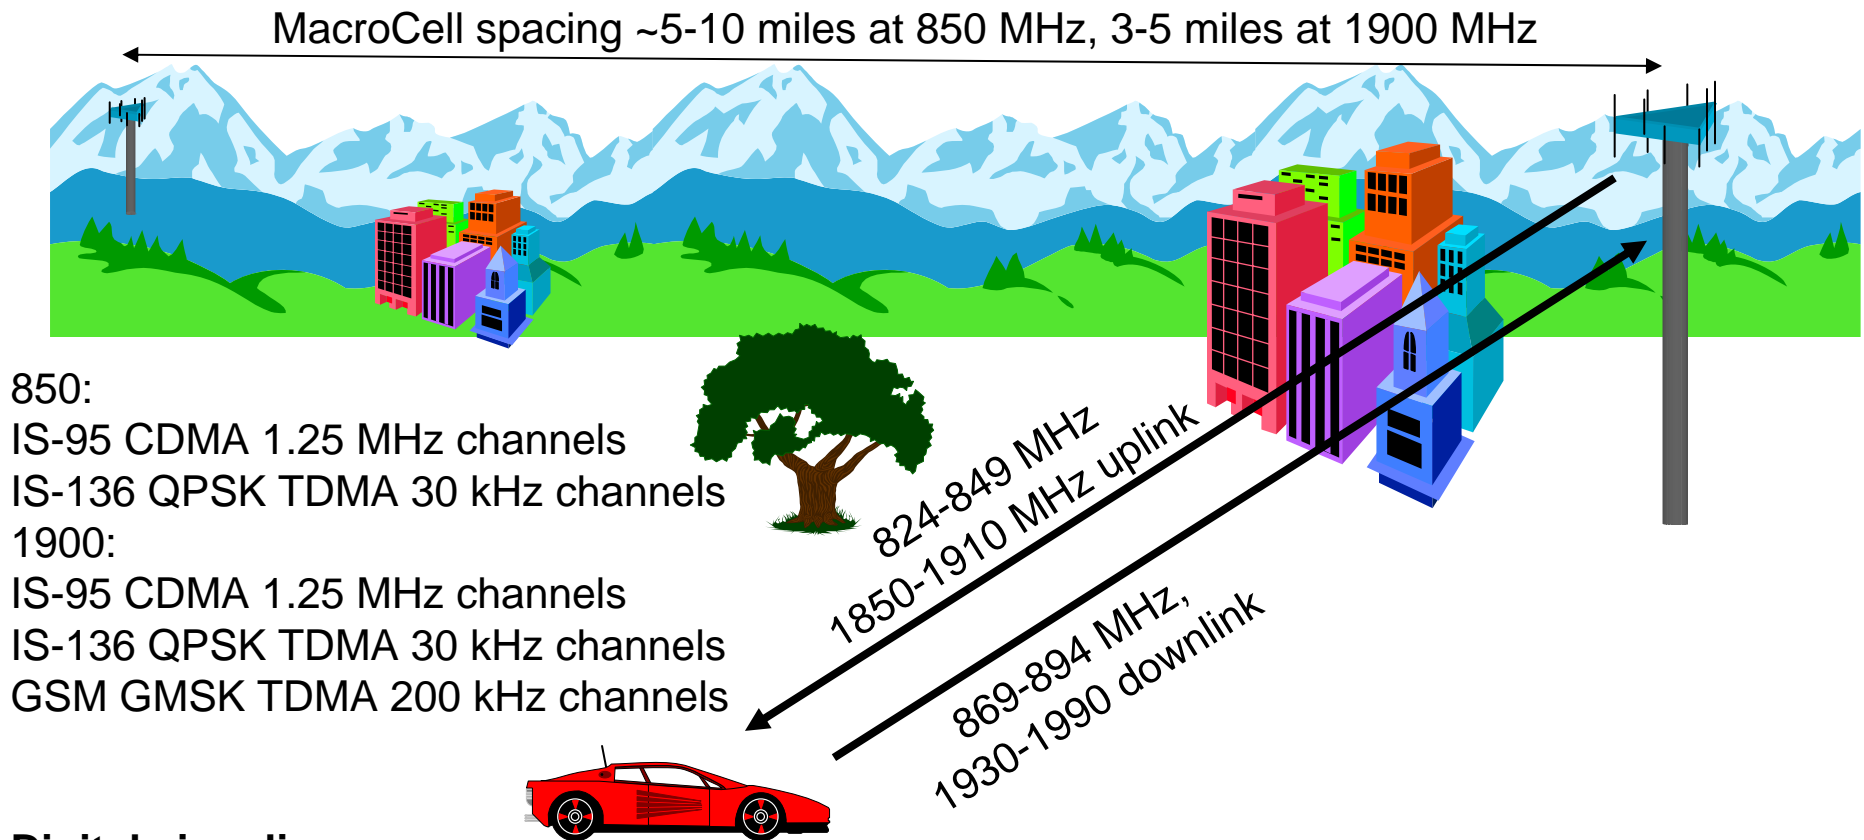 MacroCell spacing ~5-10 miles at 850 MHz, 3-5 miles at 1900 MHz
850:
IS-95 CDMA 1.25 MHz channels
IS-136 QPSK TDMA 30 kHz channels
1900:
IS-95 CDMA 1.25 MHz channels
IS-136 QPSK TDMA 30 kHz channels
GSM GMSK TDMA 200 kHz channels
824-849 MHz
1850-1910 MHz uplink
869-894 MHz,
1930-1990 downlink